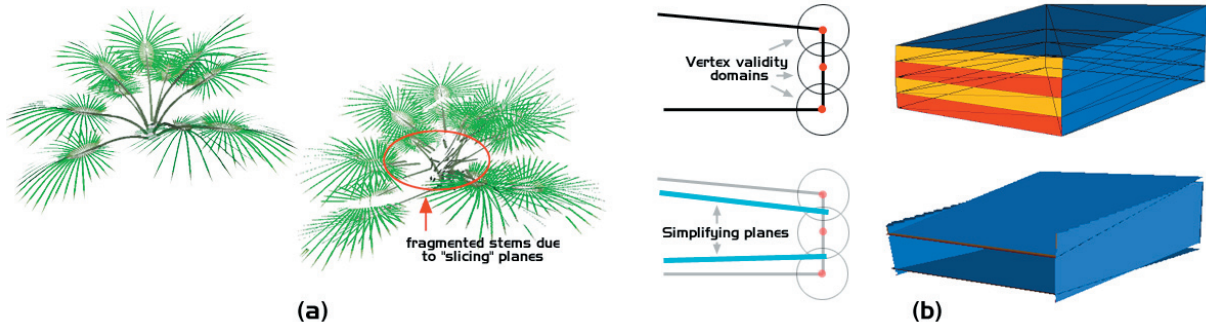 fragmented stems due
to "slicing" planes
(a)
Vertex validity
domains
Simplifying planes
(b)